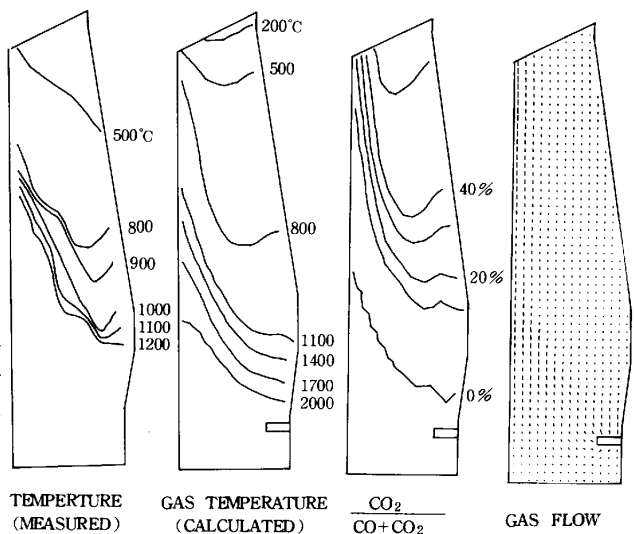 500°C
800
900
1000
1100
1200
TEMPERTURE
(MEASURED)
200°C
500
800
1100
1400
1700
2000
GAS TEMPERATURE
(CALCULATED)
40%
20%
0%
CO2
CO+CO2
GAS FLOW